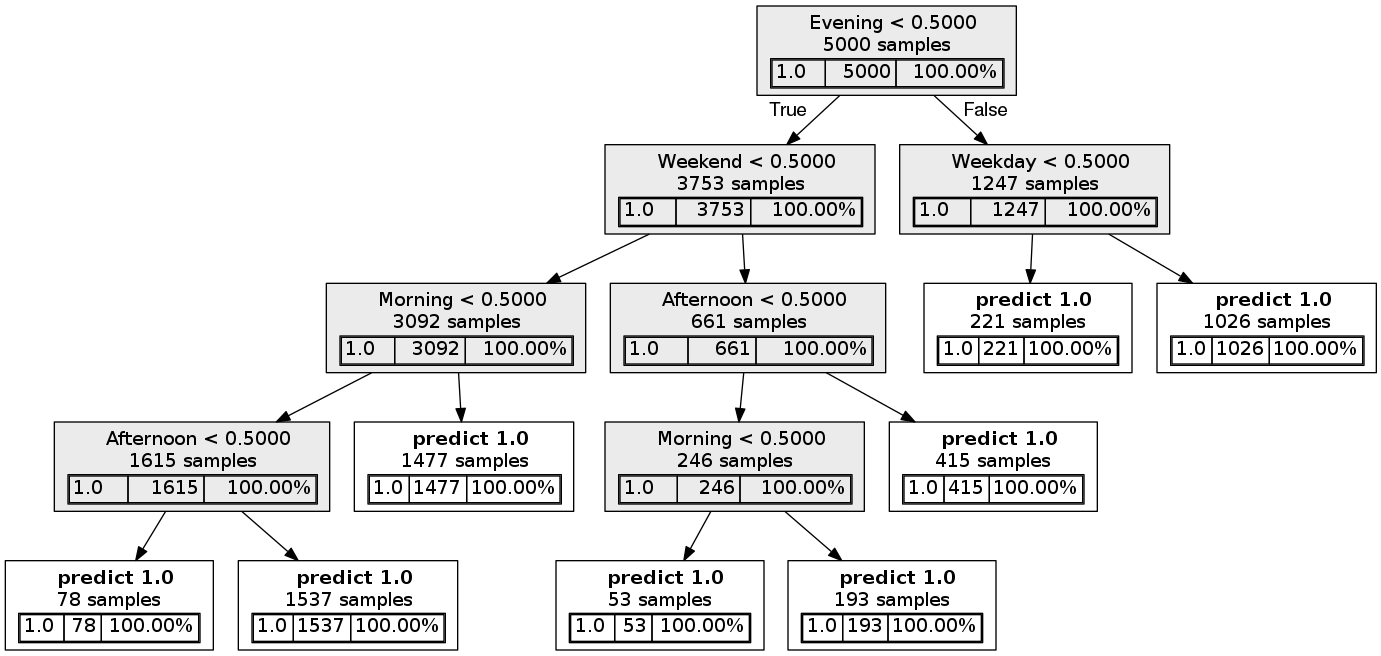 Evening < 0.5000
5000 samples
1.0 5000 100.00%
True False
Weekend < 0.5000
3753 samples
1.0 3753 100.00%
Weekday < 0.5000
1247 samples
1.0 1247 100.00%
Morning < 0.5000
3092 samples
1.0 3092 100.00%
Afternoon < 0.5000
661 samples
1.0 661 100.00%
predict 1.0
221 samples
1.0 221 100.00%
predict 1.0
1026 samples
1.0 1026 100.00%
Afternoon < 0.5000
1615 samples
1.0 1615 100.00%
predict 1.0
1477 samples
1.0 1477 100.00%
Morning < 0.5000
246 samples
1.0 246 100.00%
predict 1.0
415 samples
1.0 415 100.00%
predict 1.0
78 samples
1.0 78 100.00%
predict 1.0
1537 samples
1.0 1537 100.00%
predict 1.0
53 samples
1.0 53 100.00%
predict 1.0
193 samples
1.0 193 100.00%